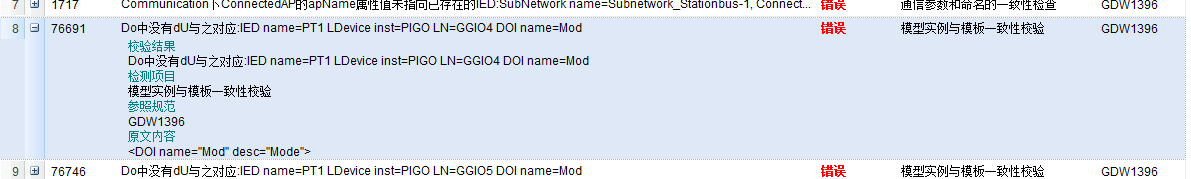 7 1717 Communication下ConnectedAP的apName属性值未指向已存在的IED:SubNetwork name=Subnetwork_Stationbus-1, Connect... 错误 通信参数和命名的一致性检查 GDW1396
8 76691 Do中没有dU与之对应:IED name=PT1 LDevice inst=PIGO LN=GGIO4 DOI name=Mod 错误 模型实例与模板一致性校验 GDW1396
校验结果
Do中没有dU与之对应:IED name=PT1 LDevice inst=PIGO LN=GGIO4 DOI name=Mod
检测项目
模型实例与模板一致性校验
参照规范
GDW1396
原文内容
<DOI name="Mod" desc="Mode">
9 76746 Do中没有dU与之对应:IED name=PT1 LDevice inst=PIGO LN=GGIO5 DOI name=Mod 错误 模型实例与模板一致性校验 GDW1396